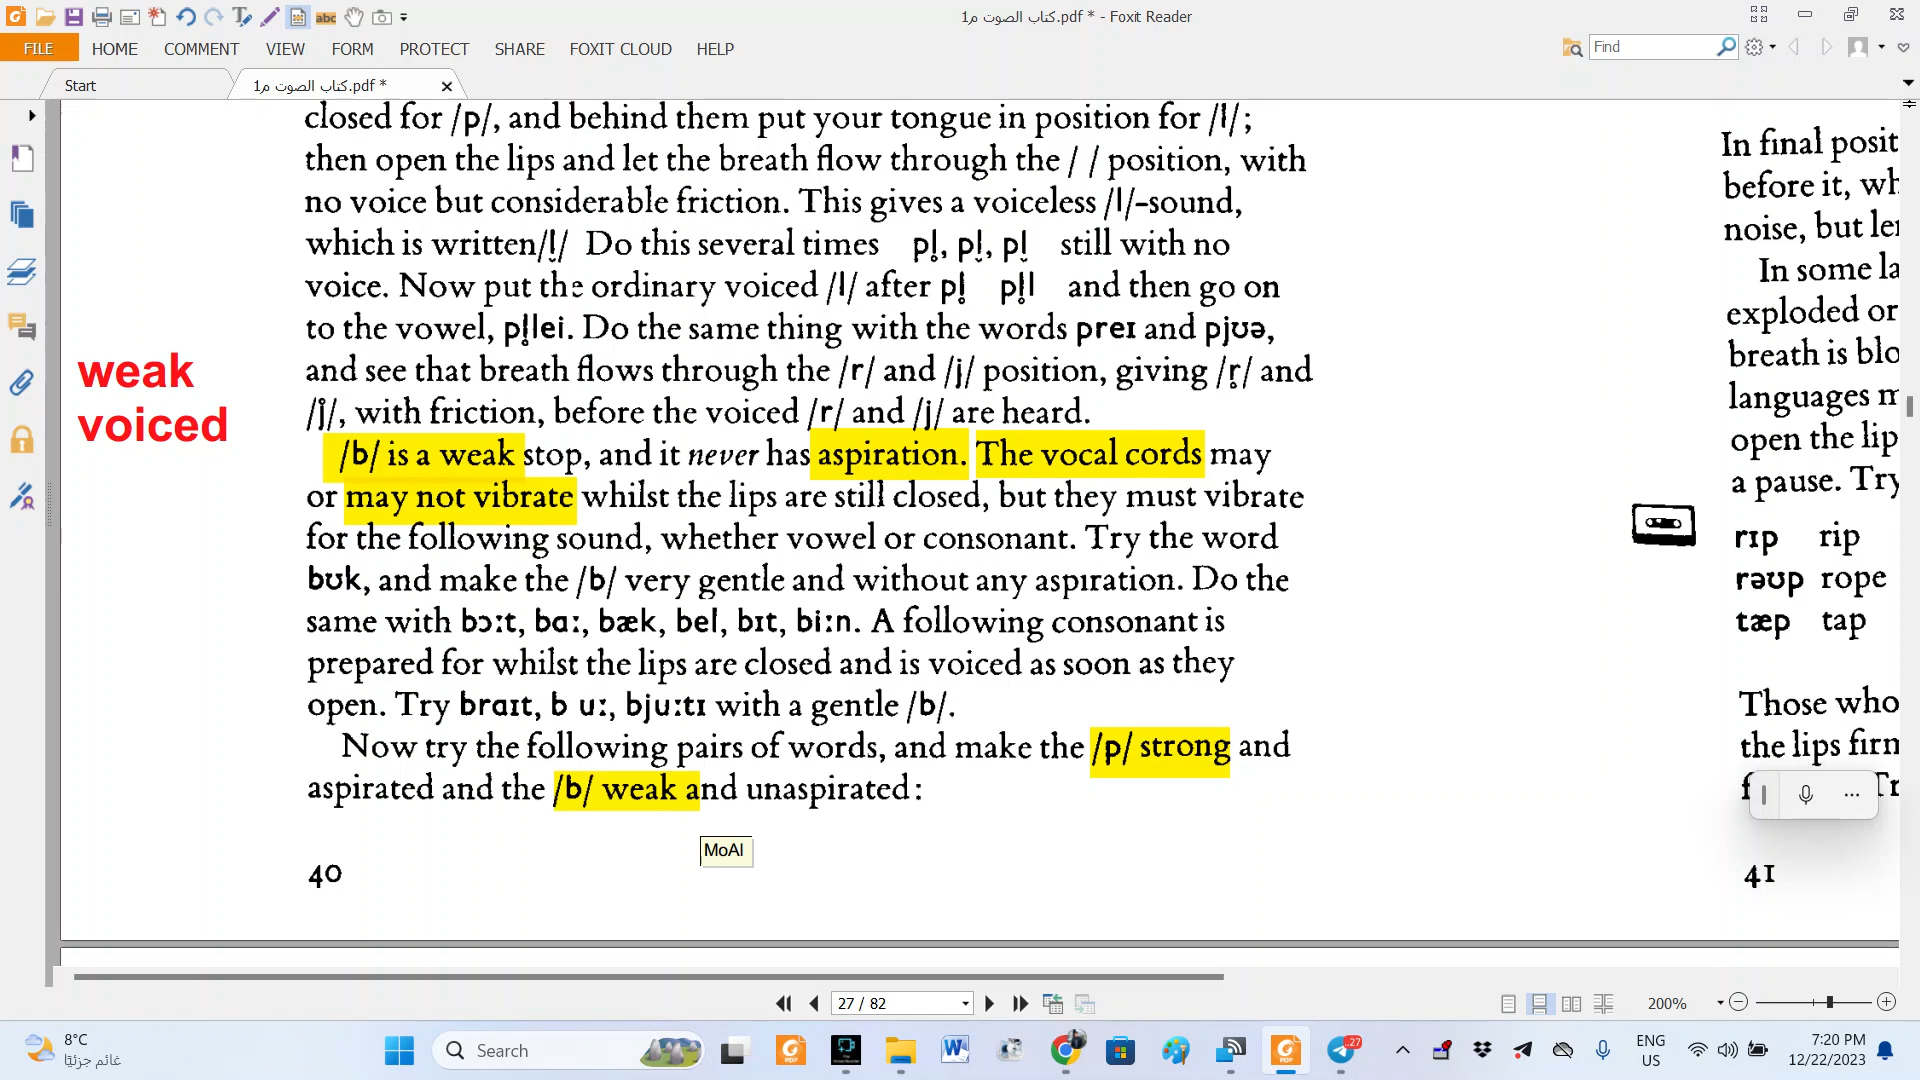 كتاب الصوت م1.pdf * - Foxit Reader
FILE HOME COMMENT VIEW FORM PROTECT SHARE FOXIT CLOUD HELP
Find
Start
كتاب الصوت م1.pdf *
closed for /p/, and behind them put your tongue in position for /l/;
then open the lips and let the breath flow through the / / position, with
no voice but considerable friction. This gives a voiceless /l/-sound,
which is written/l̥/ Do this several times pl̥, pl̥, pl̥ still with no
voice. Now put the ordinary voiced /l/ after pl̥ pl̥l and then go on
to the vowel, pl̥lei. Do the same thing with the words preɪ and pjʊə,
and see that breath flows through the /r/ and /j/ position, giving /r̥/ and
/j̊/, with friction, before the voiced /r/ and /j/ are heard.
/b/ is a weak stop, and it never has aspiration. The vocal cords may
or may not vibrate whilst the lips are still closed, but they must vibrate
for the following sound, whether vowel or consonant. Try the word
bʊk, and make the /b/ very gentle and without any aspiration. Do the
same with bɔːt, bɑː, bæk, bel, bɪt, biːn. A following consonant is
prepared for whilst the lips are closed and is voiced as soon as they
open. Try braɪt, b uː, bjuːtɪ with a gentle /b/.
Now try the following pairs of words, and make the /p/ strong and
aspirated and the /b/ weak and unaspirated:
40
weak
voiced
MoAl
In final posit
before it, wh
noise, but le
In some la
exploded or
breath is blo
languages m
open the lip
a pause. Try
rɪp rip
rəʊp rope
tæp tap
Those who
the lips firm
41
27 / 82
200%
8°C
غائم جزئيًا
Search
abc
27
ENG
US
7:20 PM
12/22/2023